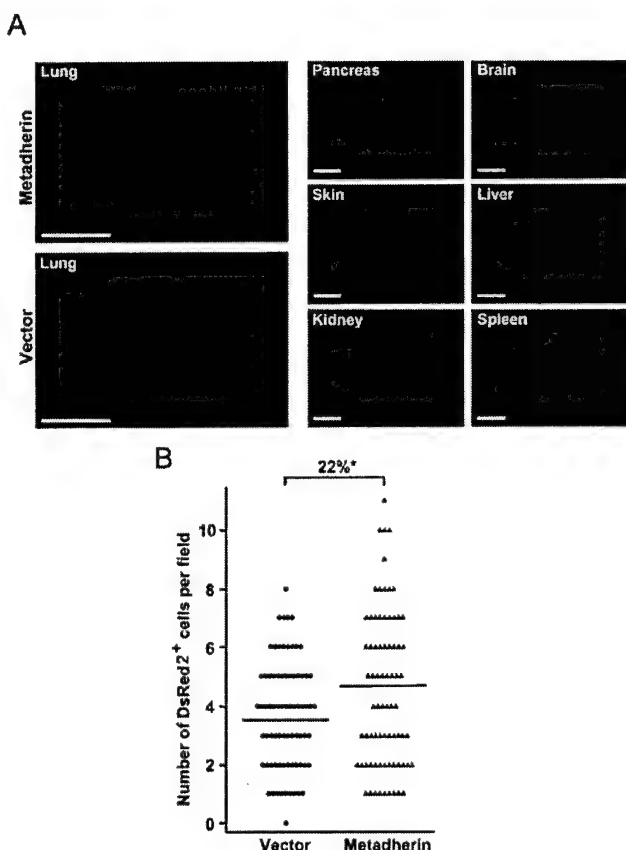 A
Lung
Metadherin
Lung
Vector
Pancreas
Brain
Skin
Liver
Kidney
Spleen
B
22%*
Number of DsRed2+ cells per field
10
8
6
4
2
0
Vector
Metadherin